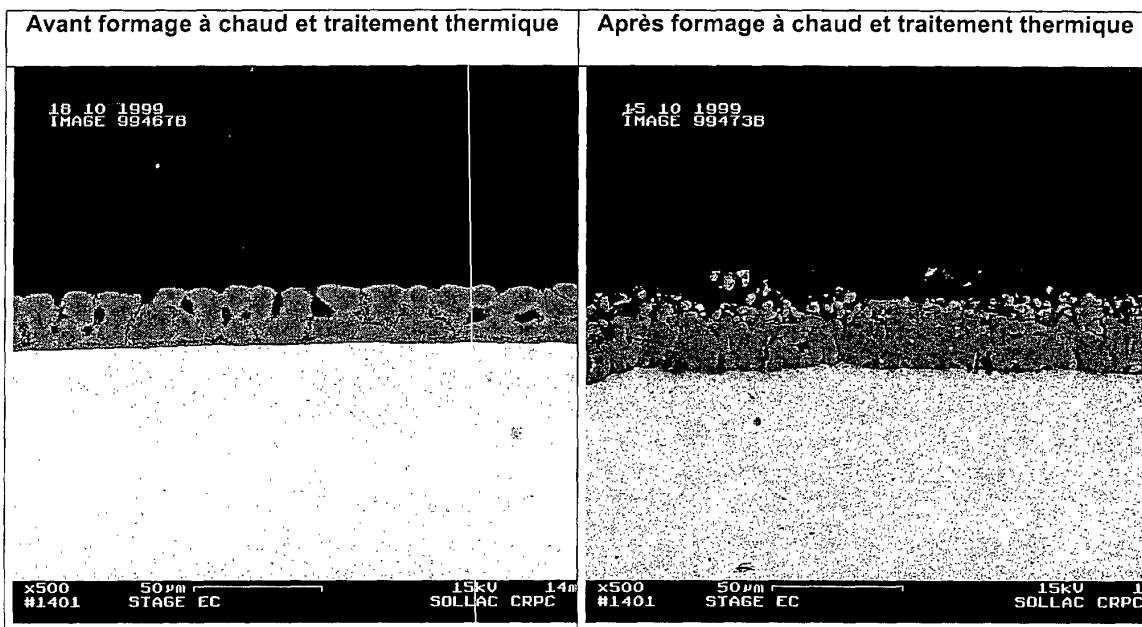 Avant formage à chaud et traitement thermique
Après formage à chaud et traitement thermique
18 10 1999
IMAGE 99467B
15 10 1999
IMAGE 99473B
x500 50µm 15kV 14m
#1401 STAGE EC SOLLAC CRPC
x500 50µm 15kV 1
#1401 STAGE EC SOLLAC CRPC